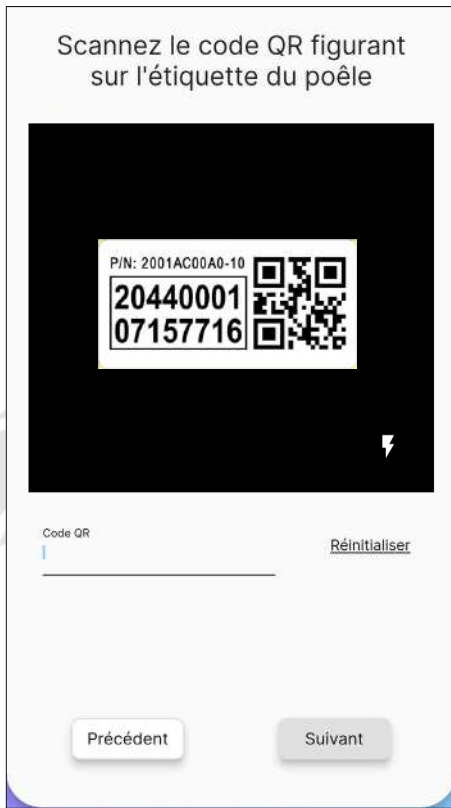 Scannez le code QR figurant
sur l'étiquette du poêle
P/N: 2001AC00A0-10
20440001
07157716
Code QR
Réinitialiser
Précédent
Suivant